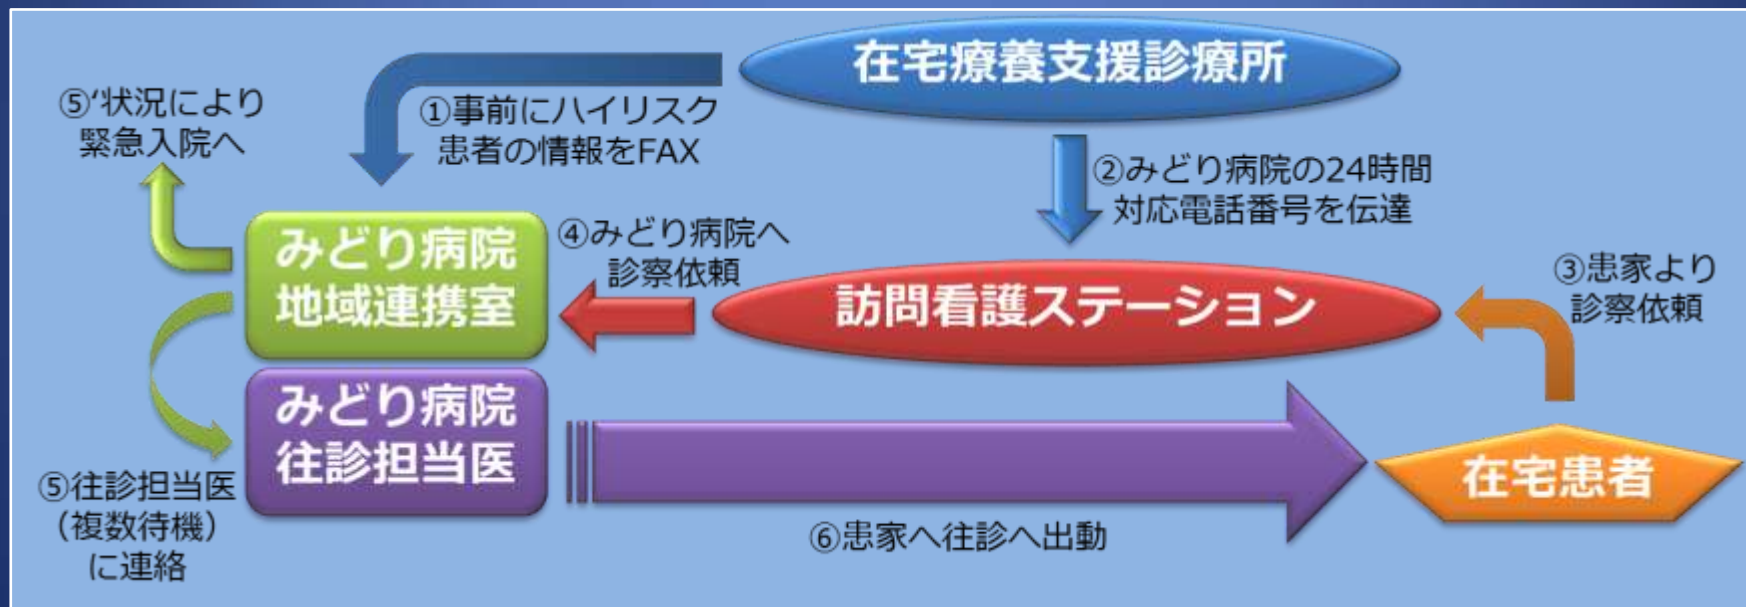 在宅療養支援診療所
①事前にハイリスク
患者の情報をFAX
⑤‘状況により
緊急入院へ
②みどり病院の24時間
対応電話番号を伝達
みどり病院
地域連携室
④みどり病院へ
診察依頼
訪問看護ステーション
③患家より
診察依頼
みどり病院
往診担当医
在宅患者
⑤往診担当医
（複数待機）
に連絡
⑥患家へ往診へ出動